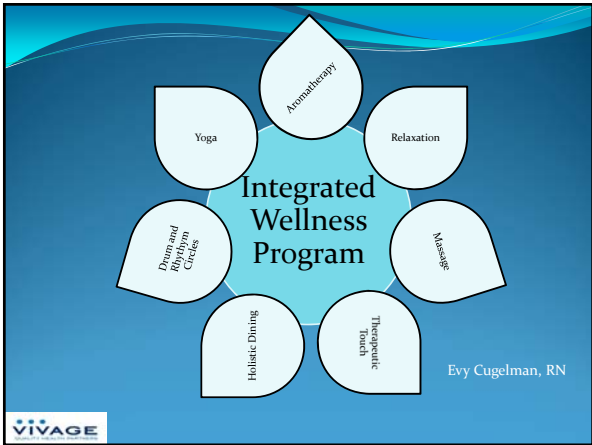 Aromatherapy
Yoga
Relaxation
Integrated
Wellness
Program
Drum and
Rhythym
Circles
Massage
Holistic Dining
Therapeutic
Touch
Evy Cugelman, RN
VIVAGE
QUALITY HEALTH PARTNERS